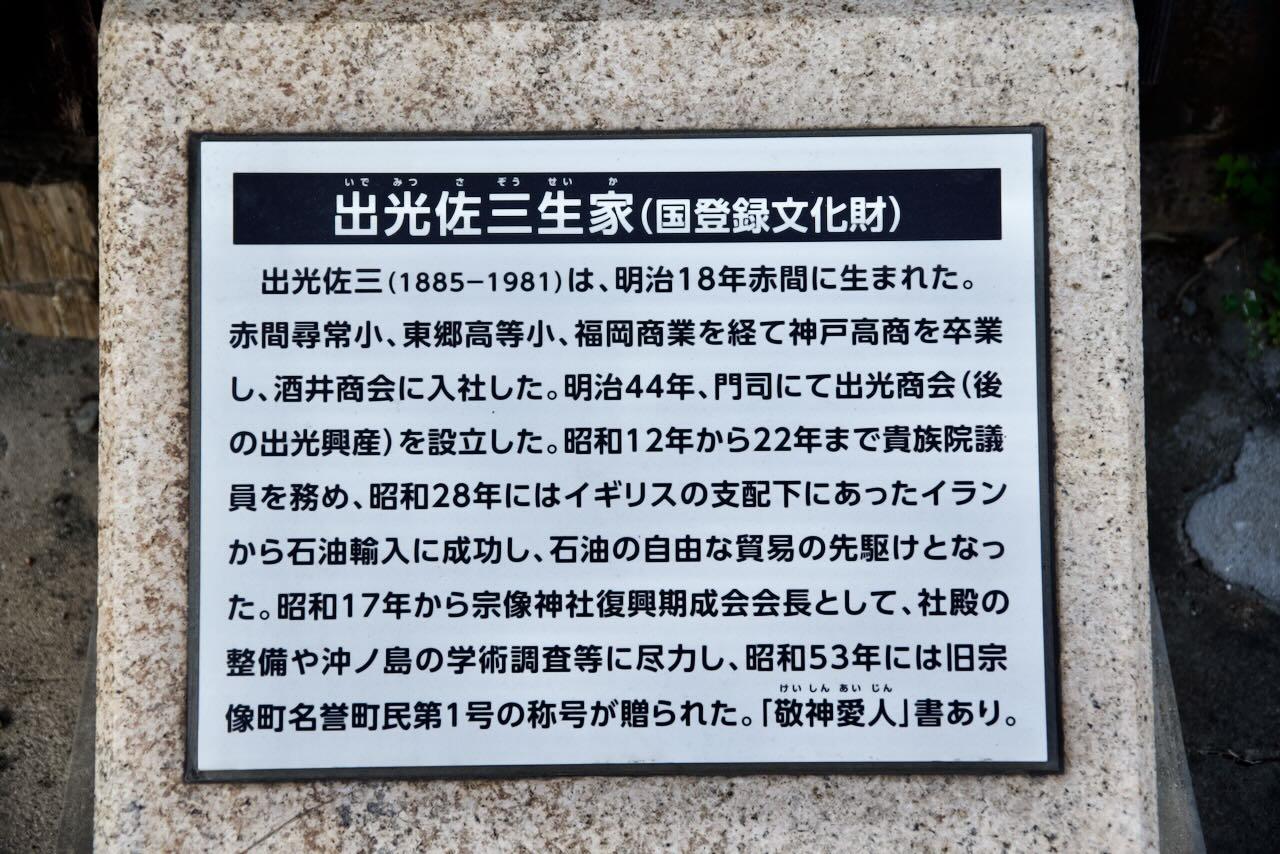 いで みつ さ ぞう せい か
出光佐三生家(国登録文化財)
出光佐三(1885−1981)は、明治18年赤間に生まれた。
赤間尋常小、東郷高等小、福岡商業を経て神戸高商を卒業
し、酒井商会に入社した。明治44年、門司にて出光商会(後
の出光興産)を設立した。昭和12年から22年まで貴族院議
員を務め、昭和28年にはイギリスの支配下にあったイラン
から石油輸入に成功し、石油の自由な貿易の先駆けとなっ
た。昭和17年から宗像神社復興期成会会長として、社殿の
整備や沖ノ島の学術調査等に尽力し、昭和53年には旧宗
けい しん あい じん
像町名誉町民第1号の称号が贈られた。「敬神愛人」書あり。